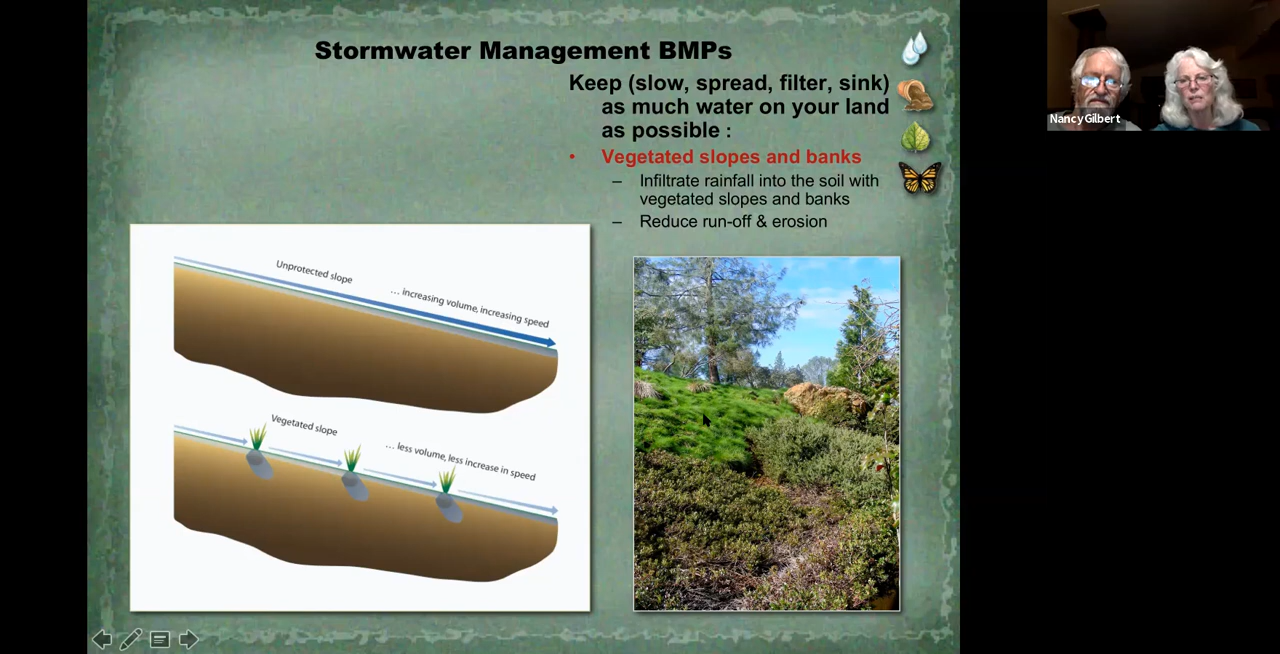 Stormwater Management BMPs
Keep (slow, spread, filter, sink)
as much water on your land
as possible :
• Vegetated slopes and banks
– Infiltrate rainfall into the soil with
vegetated slopes and banks
– Reduce run-off & erosion
Unprotected slope
... increasing volume, increasing speed
Vegetated slope
... less volume, less increase in speed
Nancy Gilbert